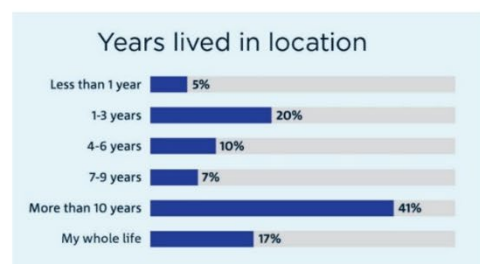 Years lived in location
Less than 1 year 5%
1-3 years 20%
4-6 years 10%
7-9 years 7%
More than 10 years 41%
My whole life 17%